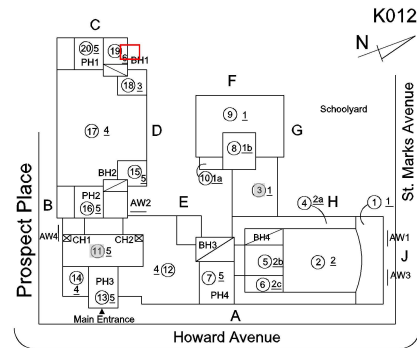 K012
N
C
20 5
19 6
PH1
BH1
18 3
F
9 1
Schoolyard
St. Marks Avenue
17 4
D
G
8 1b
BH2
15 5
10 1a
3 1
PH2
16 5
AW2
B
E
4 2a
H
1 1
Prospect Place
AW4
CH1
CH2
BH3
BH4
AW1
J
11 5
4 12
5 2b
2 2
14 4
PH3
7 5
6 2c
AW3
13 5
PH4
Main Entrance
A
Howard Avenue